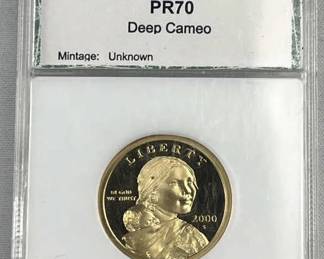 PR70
Deep Cameo
Mintage: Unknown
LIBERTY
IN GOD
WE TRUST
2000
S